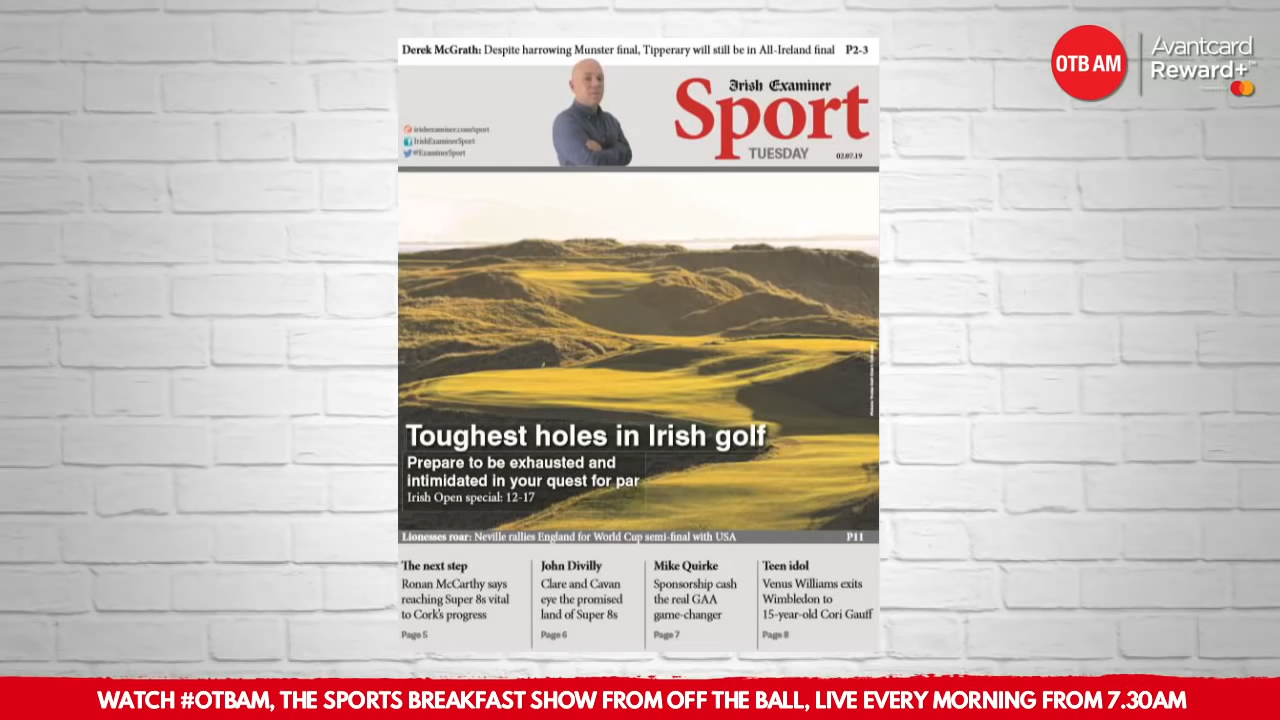 Derek McGrath: Despite harrowing Munster final, Tipperary will still be in All-Ireland final P2-3
OTB AM
Avantcard
Reward+™
irishexaminer.com/sport
IrishExaminerSport
@ExaminerSport
Irish Examiner
Sport
TUESDAY
02.07.19
Toughest holes in Irish golf
Prepare to be exhausted and
intimidated in your quest for par
Irish Open special: 12-17
Lionesses roar: Neville rallies England for World Cup semi-final with USA P11
The next step
Ronan McCarthy says
reaching Super 8s vital
to Cork's progress
Page 5
John Divilly
Clare and Cavan
eye the promised
land of Super 8s
Page 6
Mike Quirke
Sponsorship cash
the real GAA
game-changer
Page 7
Teen idol
Venus Williams exits
Wimbledon to
15-year-old Cori Gauff
Page 8
WATCH #OTBAM, THE SPORTS BREAKFAST SHOW FROM OFF THE BALL, LIVE EVERY MORNING FROM 7.30AM